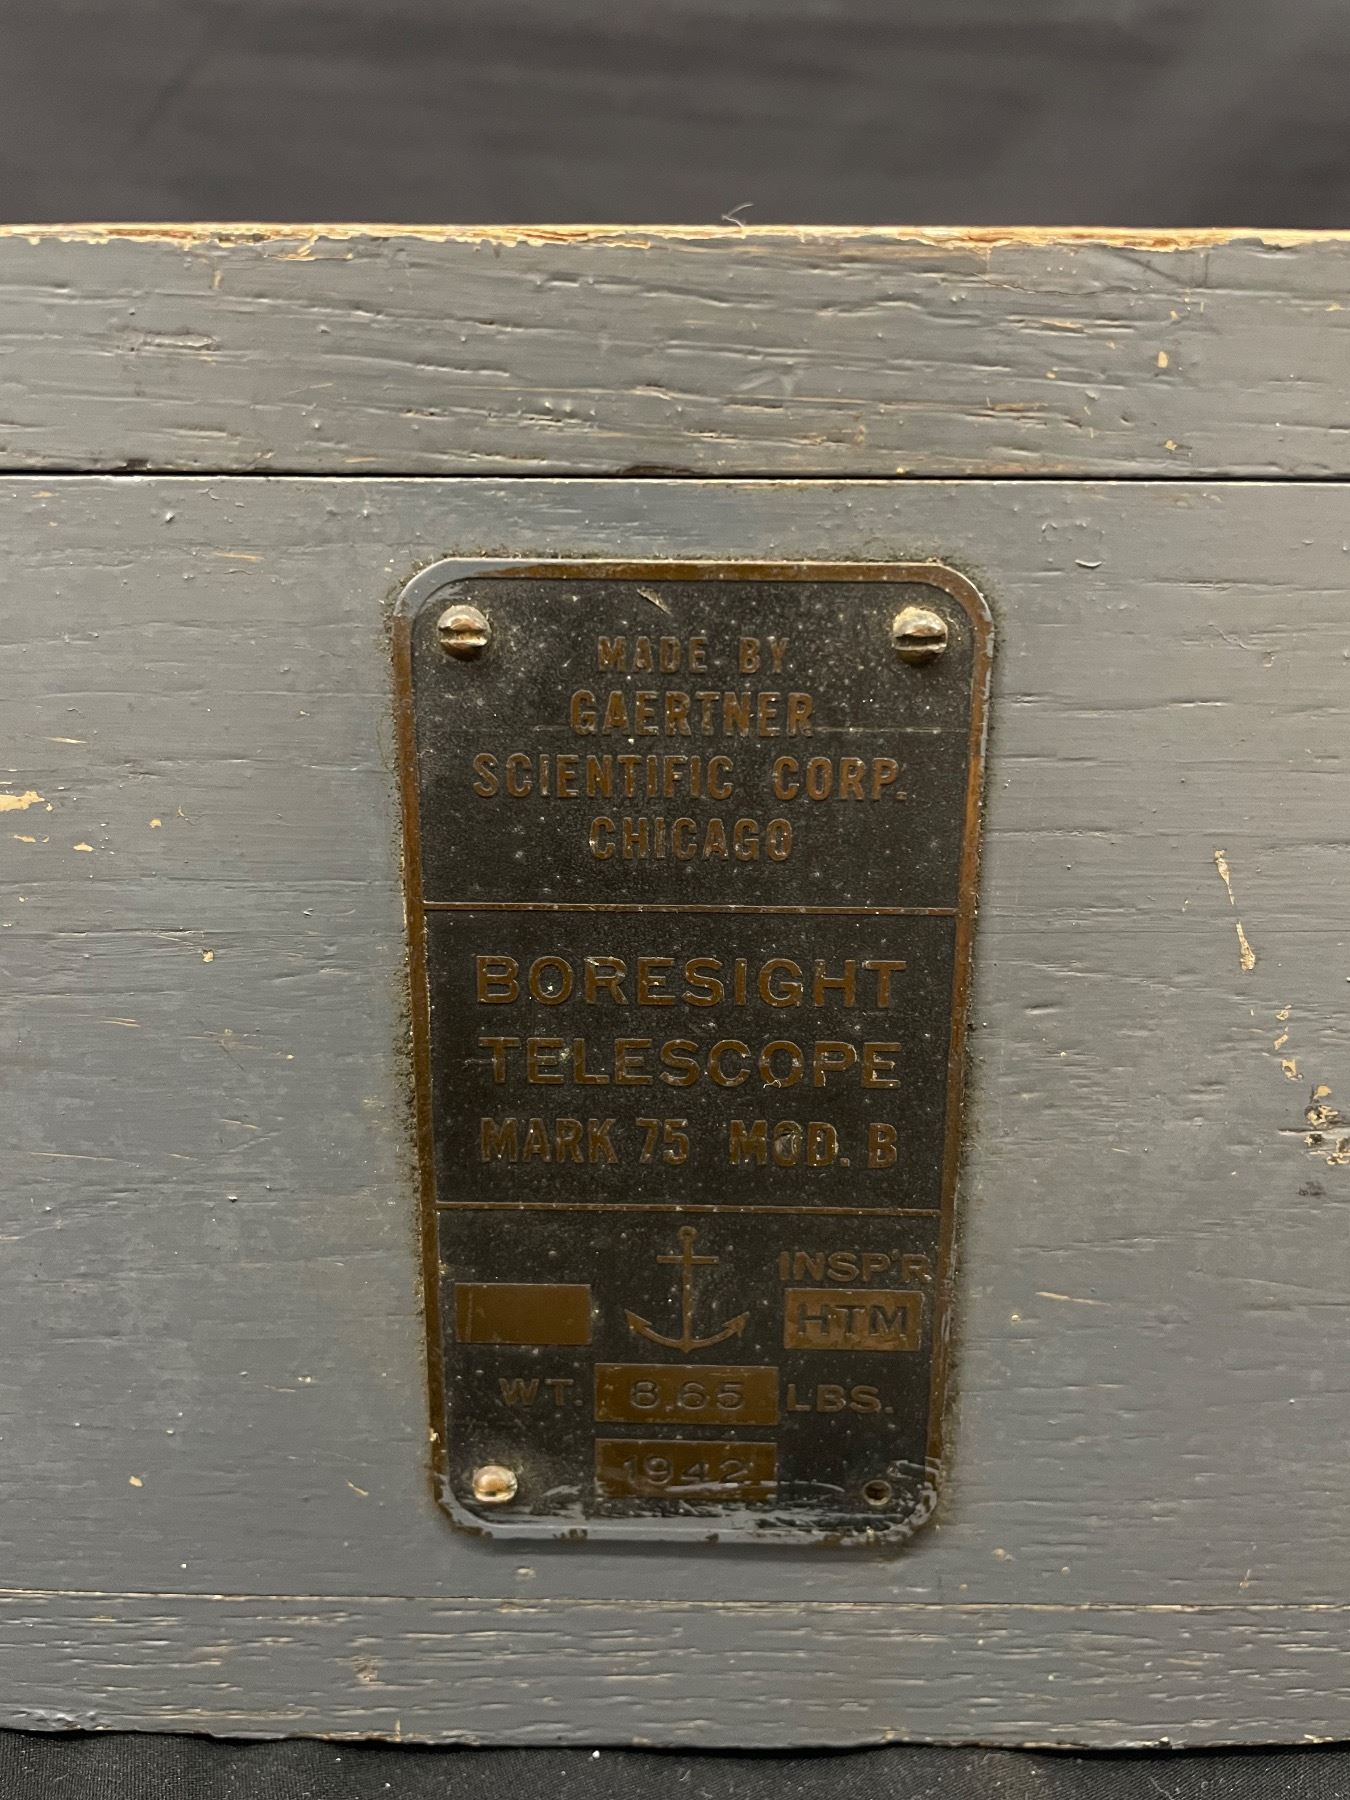 MADE BY
GAERTNER
SCIENTIFIC CORP.
CHICAGO
BORESIGHT
TELESCOPE
MARK 75 MOD. B
INSP'R
HTM
WT. 8.65 LBS.
1942